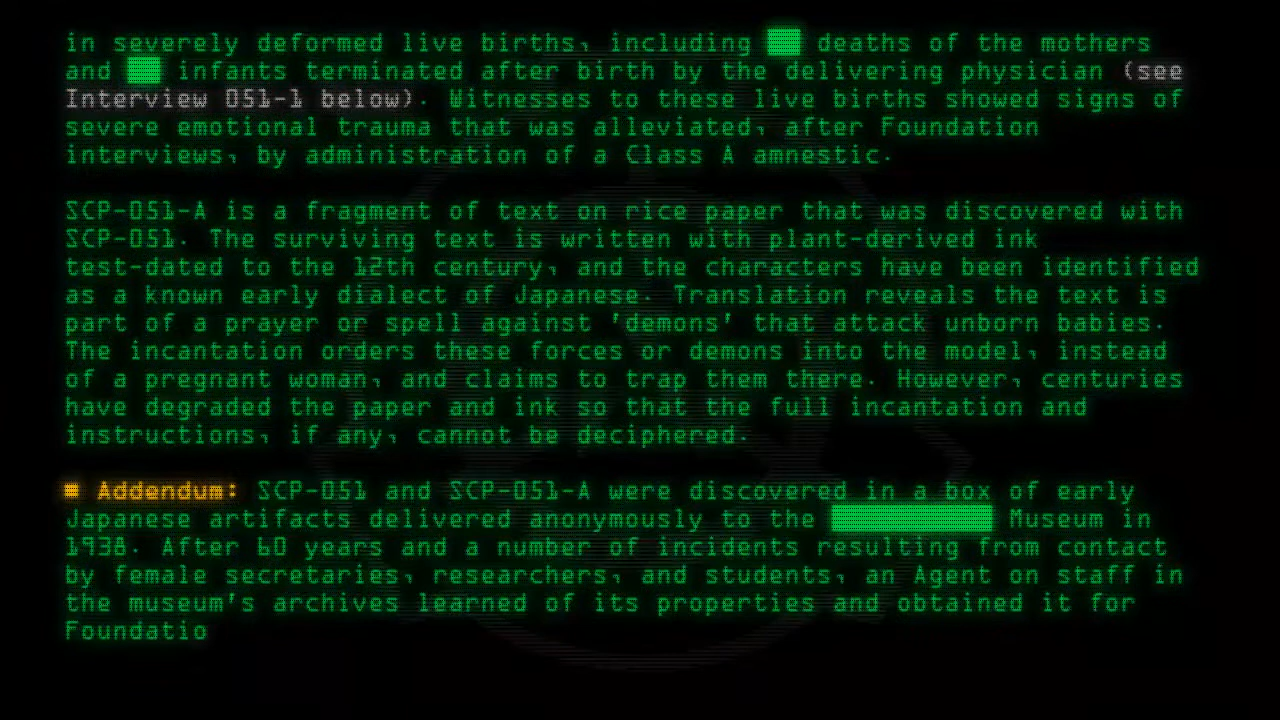 in severely deformed live births, including ██ deaths of the mothers
and ██ infants terminated after birth by the delivering physician (see
Interview 051-1 below). Witnesses to these live births showed signs of
severe emotional trauma that was alleviated, after Foundation
interviews, by administration of a Class A amnestic.
SCP-051-A is a fragment of text on rice paper that was discovered with
SCP-051. The surviving text is written with plant-derived ink
test-dated to the 12th century, and the characters have been identified
as a known early dialect of Japanese. Translation reveals the text is
part of a prayer or spell against 'demons' that attack unborn babies.
The incantation orders these forces or demons into the model, instead
of a pregnant woman, and claims to trap them there. However, centuries
have degraded the paper and ink so that the full incantation and
instructions, if any, cannot be deciphered.
■ Addendum: SCP-051 and SCP-051-A were discovered in a box of early
Japanese artifacts delivered anonymously to the ██████████ Museum in
1938. After 60 years and a number of incidents resulting from contact
by female secretaries, researchers, and students, an Agent on staff in
the museum's archives learned of its properties and obtained it for
Foundatio